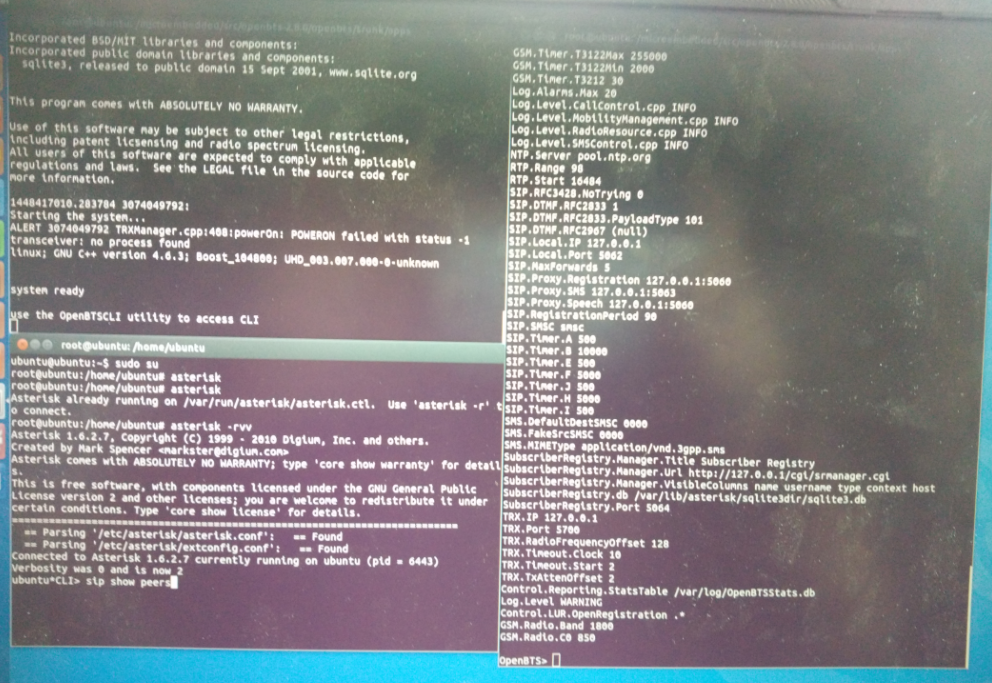 Incorporated BSD/MIT libraries and components:
Incorporated public domain libraries and components:
sqlite3, released to public domain 15 Sept 2001, www.sqlite.org
This program comes with ABSOLUTELY NO WARRANTY.
Use of this software may be subject to other legal restrictions,
including patent licsensing and radio spectrum licensing.
All users of this software are expected to comply with applicable
regulations and laws.  See the LEGAL file in the source code for
more information.
1448417010.283784 3074049792:
Starting the system...
ALERT 3074049792 TRXManager.cpp:408:powerOn: POWERON failed with status -1
transceiver: no process found
linux; GNU C++ version 4.6.3; Boost_104800; UHD_003.007.000-0-unknown
system ready
use the OpenBTSCLI utility to access CLI
root@ubuntu: /home/ubuntu
ubuntu@ubuntu:~$ sudo su
root@ubuntu:/home/ubuntu# asterisk
root@ubuntu:/home/ubuntu# asterisk
Asterisk already running on /var/run/asterisk/asterisk.ctl.  Use 'asterisk -r' t
o connect.
root@ubuntu:/home/ubuntu# asterisk -rvv
Asterisk 1.6.2.7, Copyright (C) 1999 - 2010 Digium, Inc. and others.
Created by Mark Spencer <markster@digium.com>
Asterisk comes with ABSOLUTELY NO WARRANTY; type 'core show warranty' for detail
s.
This is free software, with components licensed under the GNU General Public
License version 2 and other licenses; you are welcome to redistribute it under
certain conditions. Type 'core show license' for details.
=========================================================================
== Parsing '/etc/asterisk/asterisk.conf':   == Found
== Parsing '/etc/asterisk/extconfig.conf':   == Found
Connected to Asterisk 1.6.2.7 currently running on ubuntu (pid = 6443)
Verbosity was 0 and is now 2
ubuntu*CLI> sip show peers
GSM.Timer.T3122Max 255000
GSM.Timer.T3122Min 2000
GSM.Timer.T3212 30
Log.Alarms.Max 20
Log.Level.CallControl.cpp INFO
Log.Level.MobilityManagement.cpp INFO
Log.Level.RadioResource.cpp INFO
Log.Level.SMSControl.cpp INFO
NTP.Server pool.ntp.org
RTP.Range 98
RTP.Start 16484
SIP.RFC3428.NoTrying 0
SIP.DTMF.RFC2833 1
SIP.DTMF.RFC2833.PayloadType 101
SIP.DTMF.RFC2967 (null)
SIP.Local.IP 127.0.0.1
SIP.Local.Port 5062
SIP.MaxForwards 5
SIP.Proxy.Registration 127.0.0.1:5060
SIP.Proxy.SMS 127.0.0.1:5063
SIP.Proxy.Speech 127.0.0.1:5060
SIP.RegistrationPeriod 90
SIP.SMSC smsc
SIP.Timer.A 500
SIP.Timer.B 10000
SIP.Timer.E 500
SIP.Timer.F 5000
SIP.Timer.J 500
SIP.Timer.H 5000
SIP.Timer.I 500
SMS.DefaultDestSMSC 0000
SMS.FakeSrcSMSC 0000
SMS.MIMEType application/vnd.3gpp.sms
SubscriberRegistry.Manager.Title Subscriber Registry
SubscriberRegistry.Manager.Url http://127.0.0.1/cgi/srmanager.cgi
SubscriberRegistry.Manager.VisibleColumns name username type context host
SubscriberRegistry.db /var/lib/asterisk/sqlite3dir/sqlite3.db
SubscriberRegistry.Port 5064
TRX.IP 127.0.0.1
TRX.Port 5700
TRX.RadioFrequencyOffset 128
TRX.Timeout.Clock 10
TRX.Timeout.Start 2
TRX.TxAttenOffset 2
Control.Reporting.StatsTable /var/log/OpenBTSStats.db
Log.Level WARNING
Control.LUR.OpenRegistration .*
GSM.Radio.Band 1800
GSM.Radio.C0 850
OpenBTS>